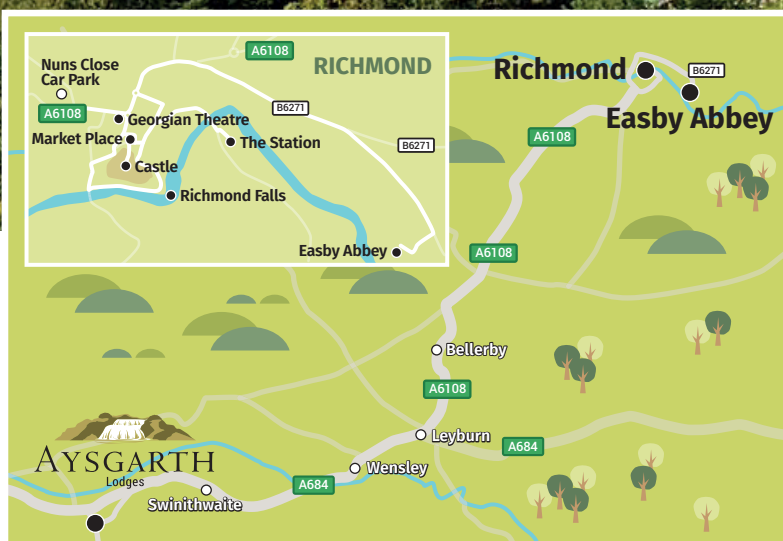 A6108
RICHMOND
Nuns Close
Car Park
A6108
Georgian Theatre
B6271
Market Place
The Station
B6271
Castle
Richmond Falls
Easby Abbey
Richmond
B6271
Easby Abbey
A6108
A6108
Bellerby
A6108
Leyburn
A684
Wensley
A684
Swinithwaite
AYSGARTH
Lodges